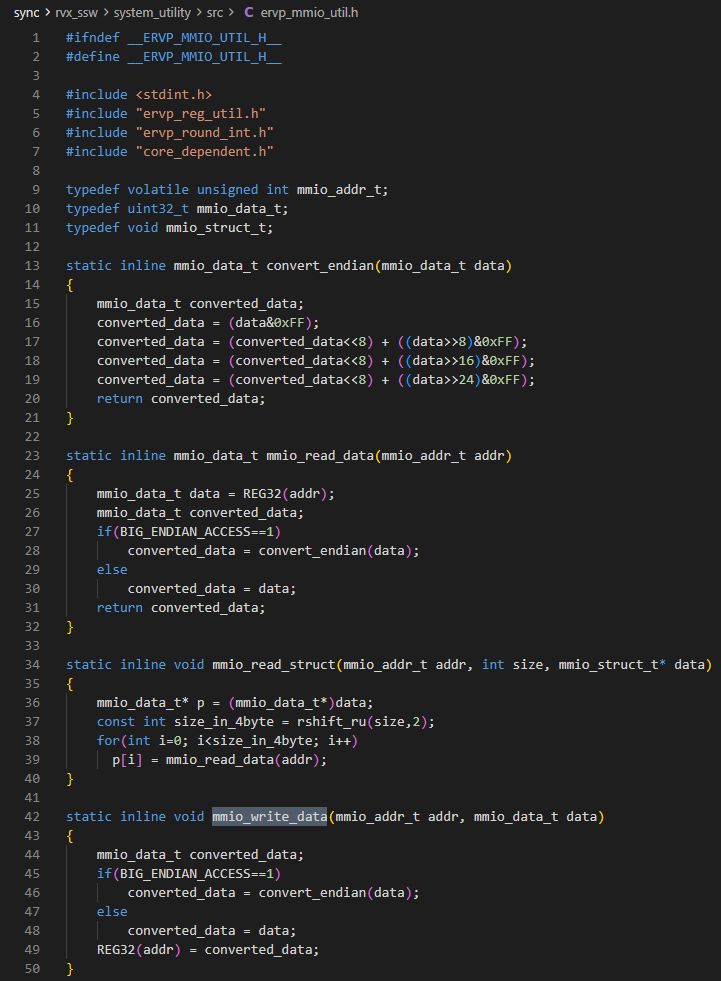 sync > rvx_ssw > system_utility > src > C ervp_mmio_util.h
1 #ifndef __ERVP_MMIO_UTIL_H__
2 #define __ERVP_MMIO_UTIL_H__
3
4 #include <stdint.h>
5 #include "ervp_reg_util.h"
6 #include "ervp_round_int.h"
7 #include "core_dependent.h"
8
9 typedef volatile unsigned int mmio_addr_t;
10 typedef uint32_t mmio_data_t;
11 typedef void mmio_struct_t;
12
13 static inline mmio_data_t convert_endian(mmio_data_t data)
14 {
15     mmio_data_t converted_data;
16     converted_data = (data&0xFF);
17     converted_data = (converted_data<<8) + ((data>>8)&0xFF);
18     converted_data = (converted_data<<8) + ((data>>16)&0xFF);
19     converted_data = (converted_data<<8) + ((data>>24)&0xFF);
20     return converted_data;
21 }
22
23 static inline mmio_data_t mmio_read_data(mmio_addr_t addr)
24 {
25     mmio_data_t data = REG32(addr);
26     mmio_data_t converted_data;
27     if(BIG_ENDIAN_ACCESS==1)
28         converted_data = convert_endian(data);
29     else
30         converted_data = data;
31     return converted_data;
32 }
33
34 static inline void mmio_read_struct(mmio_addr_t addr, int size, mmio_struct_t* data)
35 {
36     mmio_data_t* p = (mmio_data_t*)data;
37     const int size_in_4byte = rshift_ru(size,2);
38     for(int i=0; i<size_in_4byte; i++)
39       p[i] = mmio_read_data(addr);
40 }
41
42 static inline void mmio_write_data(mmio_addr_t addr, mmio_data_t data)
43 {
44     mmio_data_t converted_data;
45     if(BIG_ENDIAN_ACCESS==1)
46         converted_data = convert_endian(data);
47     else
48         converted_data = data;
49     REG32(addr) = converted_data;
50 }